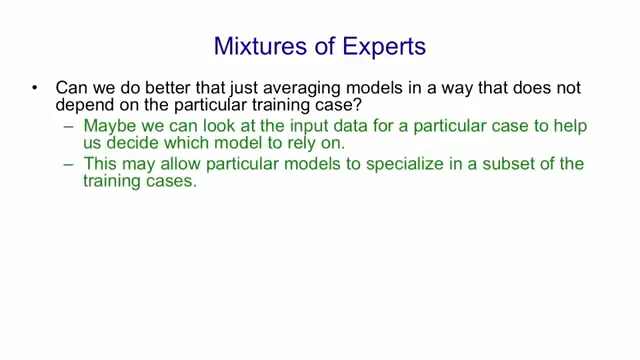 Mixtures of Experts
• Can we do better that just averaging models in a way that does not
depend on the particular training case?
– Maybe we can look at the input data for a particular case to help
us decide which model to rely on.
– This may allow particular models to specialize in a subset of the
training cases.